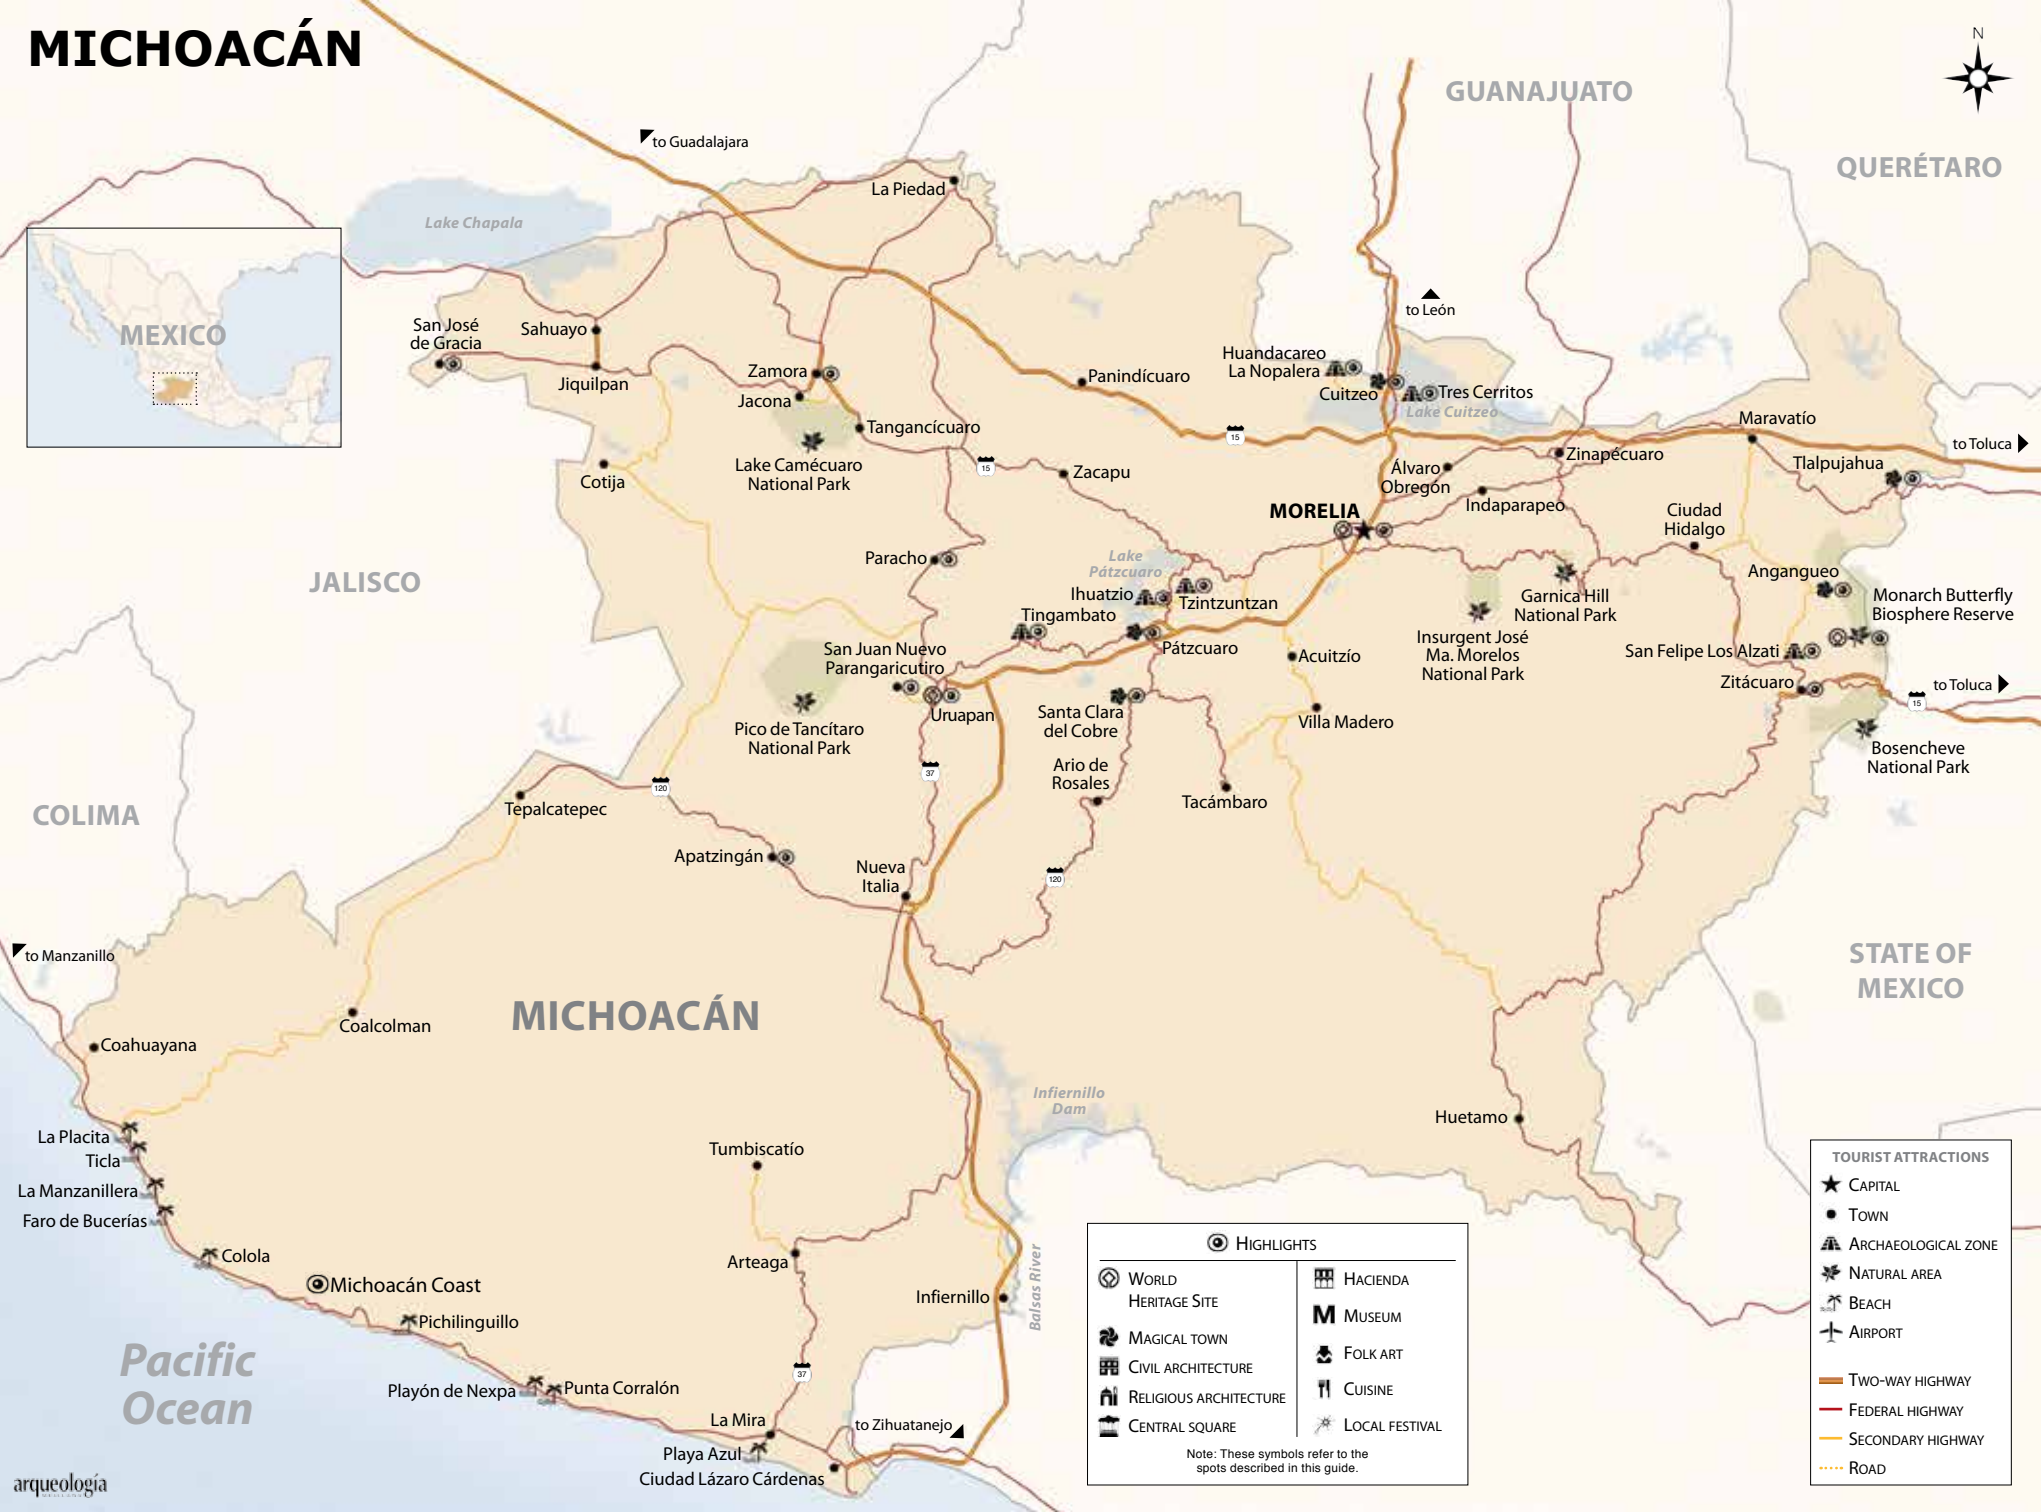 MICHOACÁN
N
GUANAJUATO
QUERÉTARO
to Guadalajara
La Piedad
Lake Chapala
MEXICO
to León
San José
de Gracia
Sahuayo
Jiquilpan
Zamora
Jacona
Tangancícuaro
Panindícuaro
Huandacareo
La Nopalera
Cuitzeo
Tres Cerritos
Lake Cuitzeo
Maravatío
to Toluca
15
15
Cotija
Lake Camécuaro
National Park
Zacapu
Álvaro
Obregón
Zinapécuaro
Indaparapeo
Tlalpujahua
Ciudad
Hidalgo
MORELIA
JALISCO
Paracho
Lake
Pátzcuaro
Ihuatzio
Tzintzuntzan
Tingambato
Pátzcuaro
Garnica Hill
National Park
Insurgent José
Ma. Morelos
National Park
Angangueo
Monarch Butterfly
Biosphere Reserve
San Felipe Los Alzati
Zitácuaro
to Toluca
15
San Juan Nuevo
Parangaricutiro
Uruapan
Acuitzío
Villa Madero
Santa Clara
del Cobre
Pico de Tancítaro
National Park
Bosencheve
National Park
37
120
Ario de
Rosales
Tacámbaro
COLIMA
Tepalcatepec
Apatzingán
Nueva
Italia
120
to Manzanillo
STATE OF
MEXICO
MICHOACÁN
Coalcolman
Coahuayana
Infiernillo
Dam
Huetamo
La Placita
Ticla
La Manzanillera
Faro de Bucerías
Colola
Michoacán Coast
Pichilinguillo
Tumbiscatío
Arteaga
Infiernillo
Balsas River
Pacific
Ocean
Playón de Nexpa
Punta Corralón
37
La Mira
Playa Azul
Ciudad Lázaro Cárdenas
to Zihuatanejo
arqueología
HIGHLIGHTS
WORLD
HERITAGE SITE
MAGICAL TOWN
CIVIL ARCHITECTURE
RELIGIOUS ARCHITECTURE
CENTRAL SQUARE
HACIENDA
M MUSEUM
FOLK ART
CUISINE
LOCAL FESTIVAL
Note: These symbols refer to the
spots described in this guide.
TOURIST ATTRACTIONS
CAPITAL
TOWN
ARCHAEOLOGICAL ZONE
NATURAL AREA
BEACH
AIRPORT
TWO-WAY HIGHWAY
FEDERAL HIGHWAY
SECONDARY HIGHWAY
ROAD